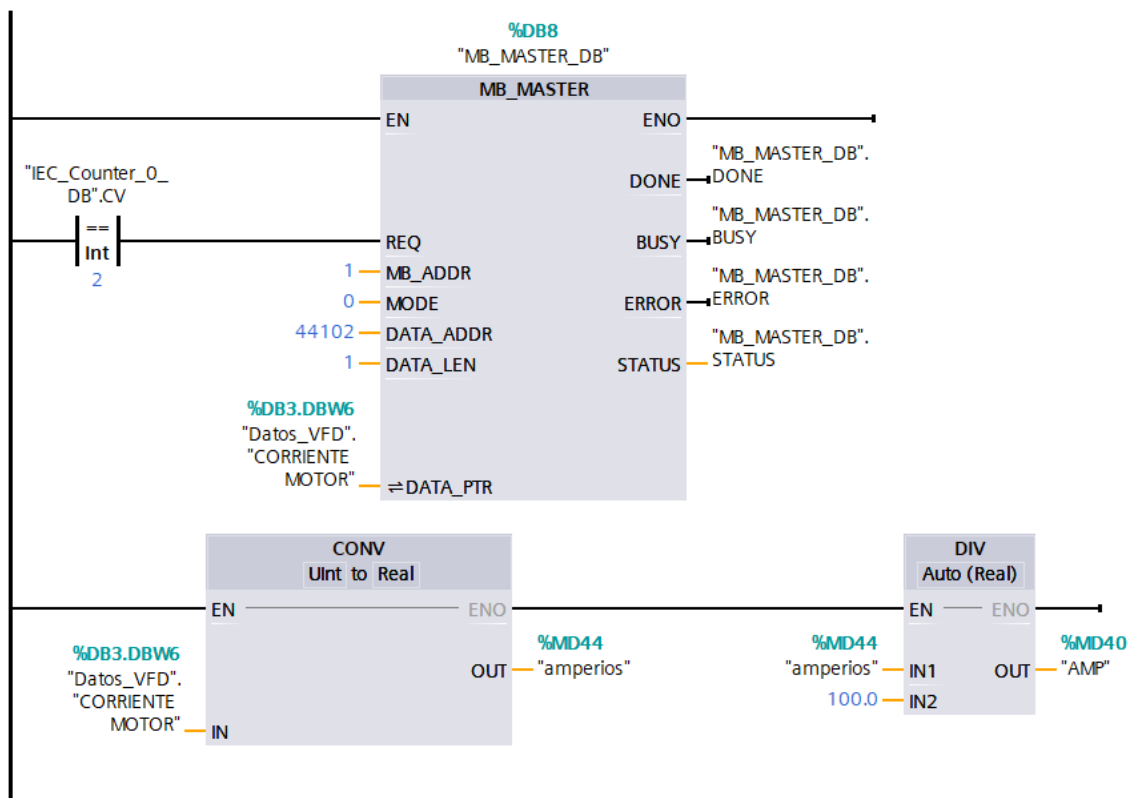 %DB8
"MB_MASTER_DB"
MB_MASTER
EN
ENO
"IEC_Counter_0_
DB".CV
==
Int
2
REQ
1
MB_ADDR
0
MODE
44102
DATA_ADDR
1
DATA_LEN
%DB3.DBW6
"Datos_VFD".
"CORRIENTE
MOTOR"
⇌DATA_PTR
DONE
"MB_MASTER_DB".
DONE
BUSY
"MB_MASTER_DB".
BUSY
ERROR
"MB_MASTER_DB".
ERROR
STATUS
"MB_MASTER_DB".
STATUS
CONV
UInt to Real
EN
ENO
%DB3.DBW6
"Datos_VFD".
"CORRIENTE
MOTOR"
IN
OUT
%MD44
"amperios"
DIV
Auto (Real)
EN
ENO
%MD44
"amperios"
IN1
100.0
IN2
OUT
%MD40
"AMP"